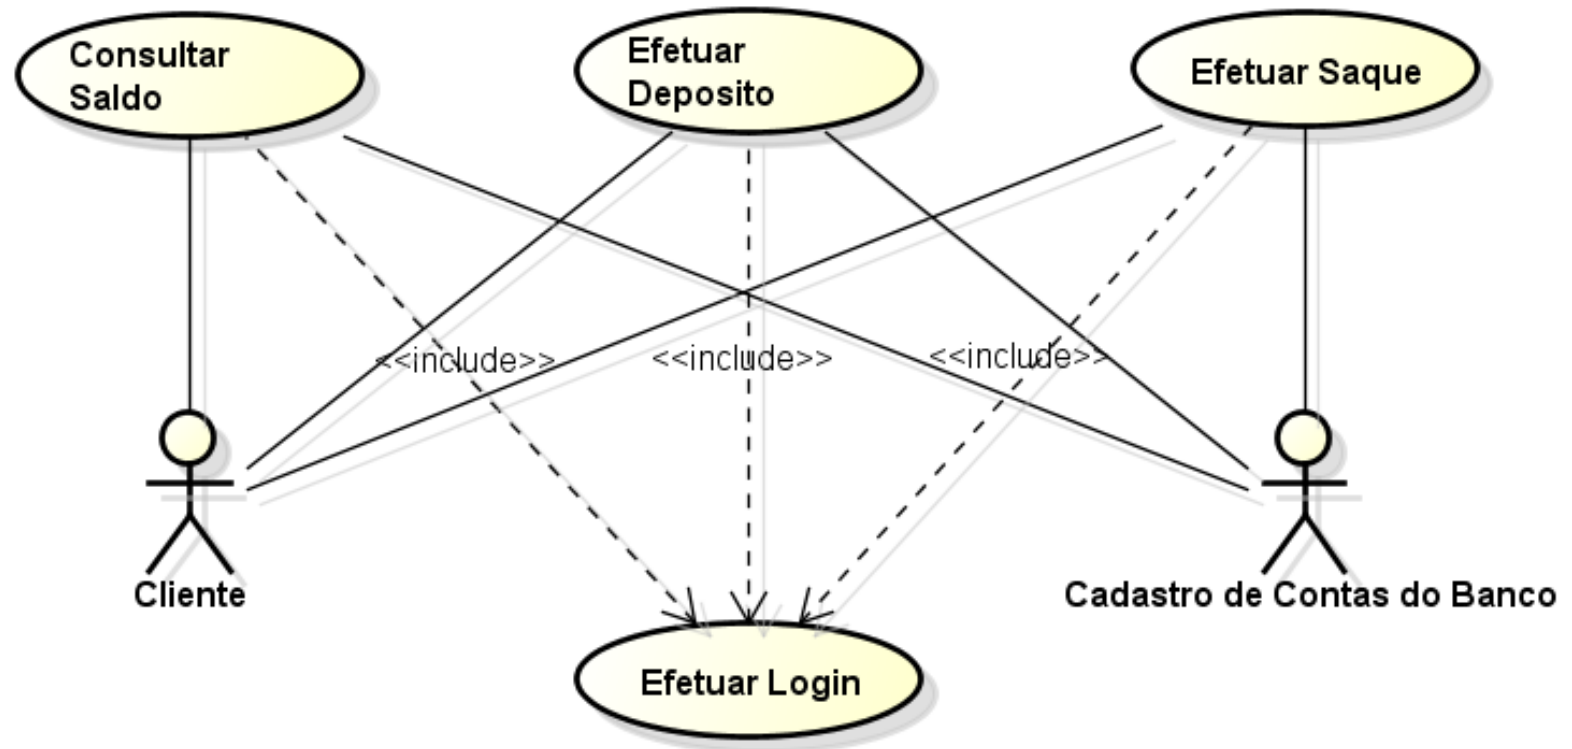 Consultar
Saldo
Efetuar
Deposito
Efetuar Saque
<<include>>
<<include>>
<<include>>
Cliente
Cadastro de Contas do Banco
Efetuar Login